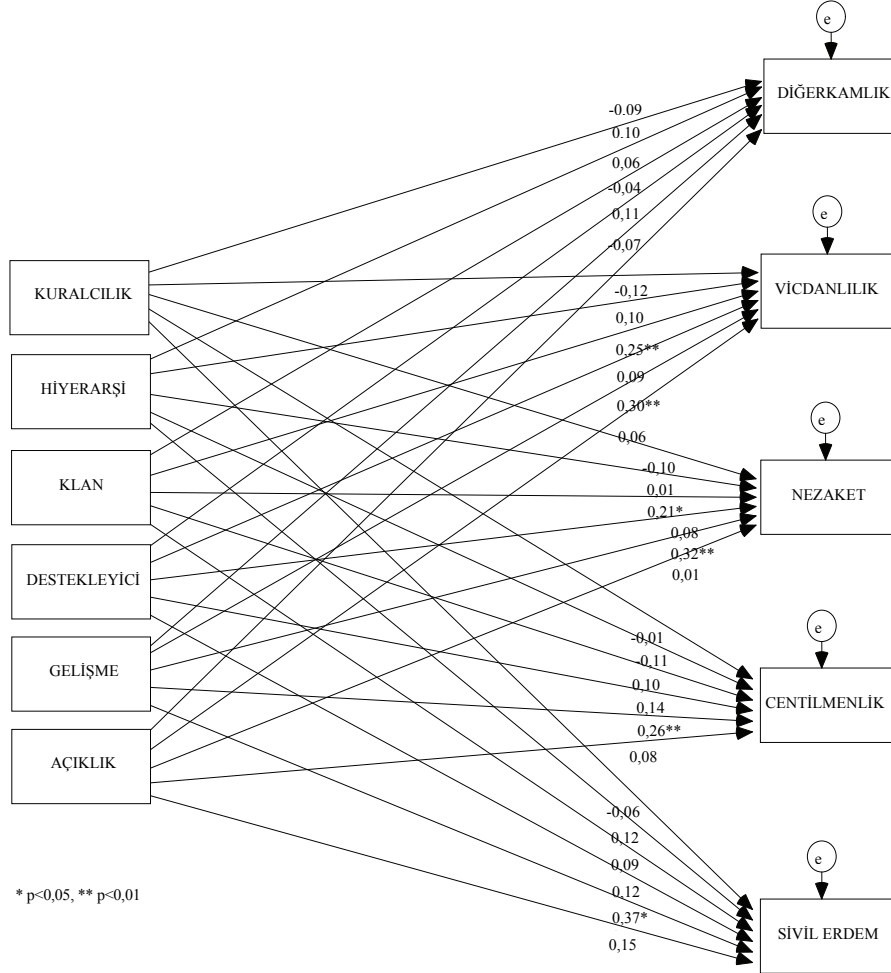 e
DİĞERKAMLIK
-0.09
0.10
0,06
-0,04
0,11
-0,07
e
KURALCILIK
VİCDANLILIK
-0,12
0,10
0,25**
0,09
0,30**
0,06
HİYERARŞİ
e
KLAN
NEZAKET
-0,10
0,01
0,21*
0,08
0,32**
0,01
DESTEKLEYİCİ
e
GELİŞME
CENTİLMENLİK
-0,01
-0,11
0,10
0,14
0,26**
0,08
AÇIKLIK
-0,06
0,12
0,09
0,12
0,37*
0,15
e
SİVİL ERDEM
* p<0,05, ** p<0,01